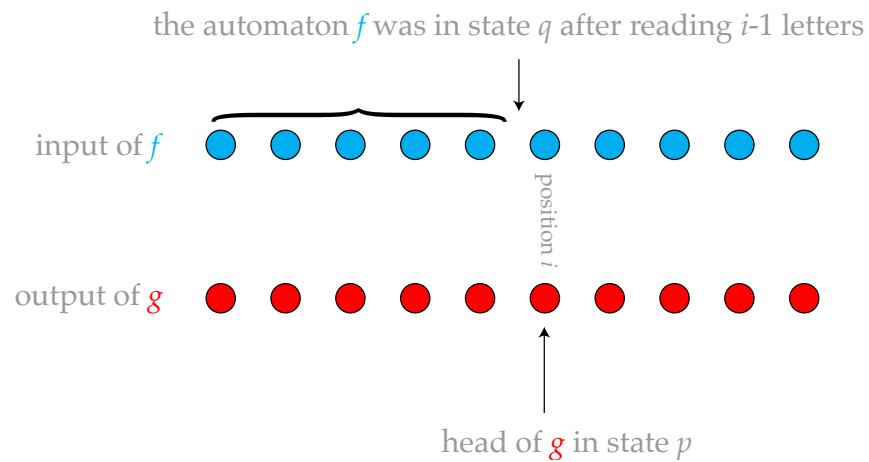 the automaton f was in state q after reading i-1 letters
input of f
position i
output of g
head of g in state p